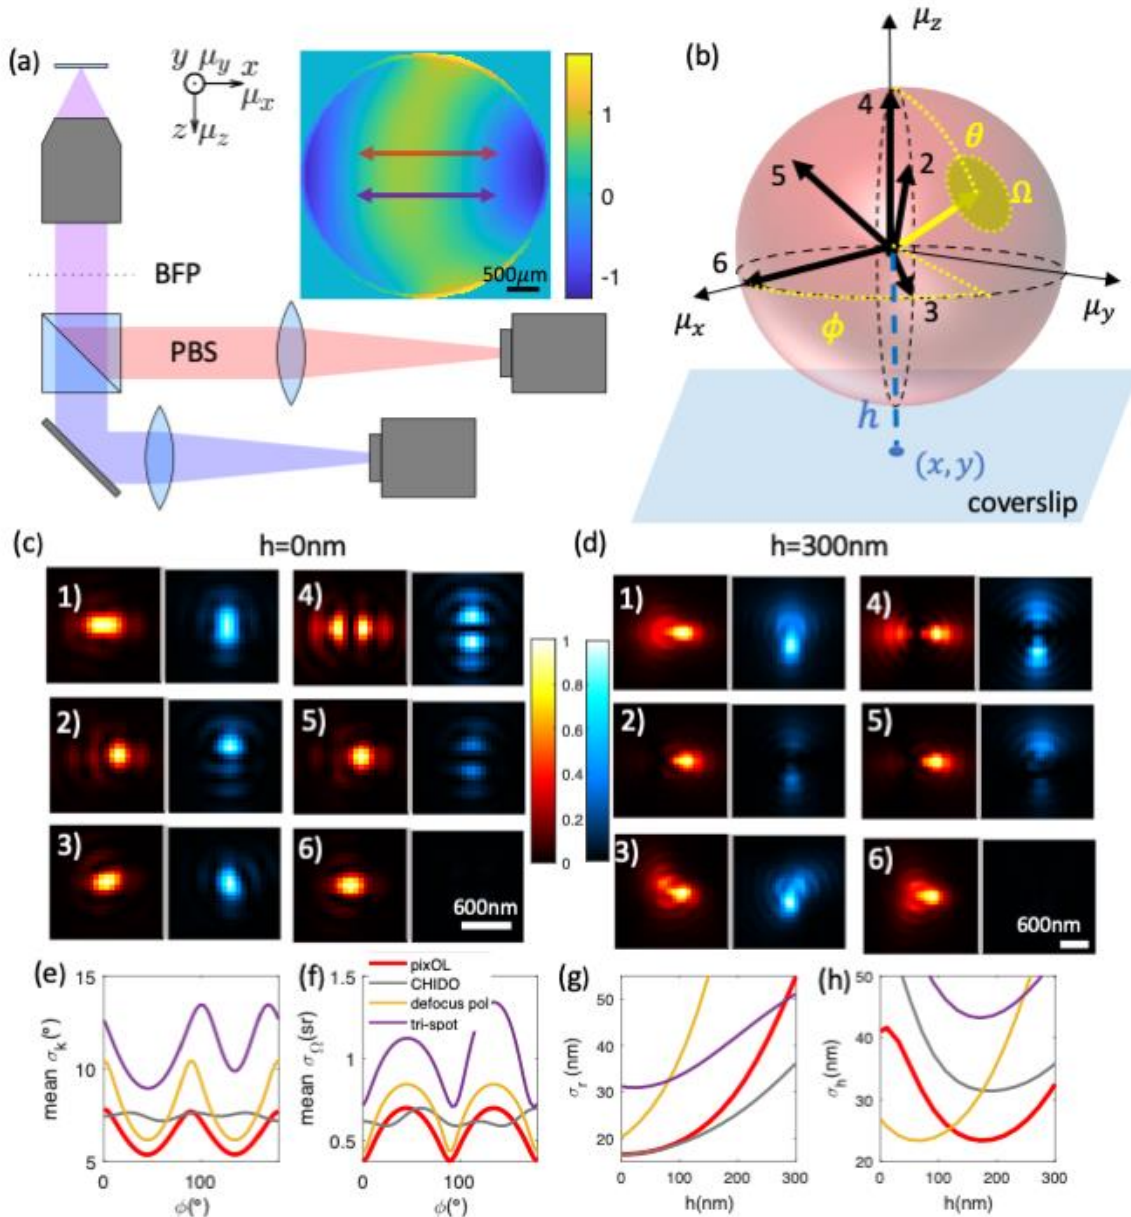 (a)
y μy x
μx
z μz
BFP
PBS
500μm
1
0
-1
(b)
μz
4
2
5
θ
Ω
6
3
μx
μy
ϕ
h
(x, y)
coverslip
(c)
h=0nm
1)
4)
2)
5)
3)
6)
600nm
1
0.8
0.6
0.4
0.2
0
(d)
h=300nm
1)
4)
2)
5)
3)
6)
600nm
(e)
mean σk(°)
15
10
5
0
100
ϕ(°)
(f)
pixOL
CHIDO
defocus pol
tri-spot
mean σΩ(sr)
1.5
1
0.5
0
100
ϕ(°)
(g)
σr (nm)
50
40
30
20
0
100
200
300
h(nm)
(h)
σh(nm)
50
40
30
20
0
100
200
300
h(nm)